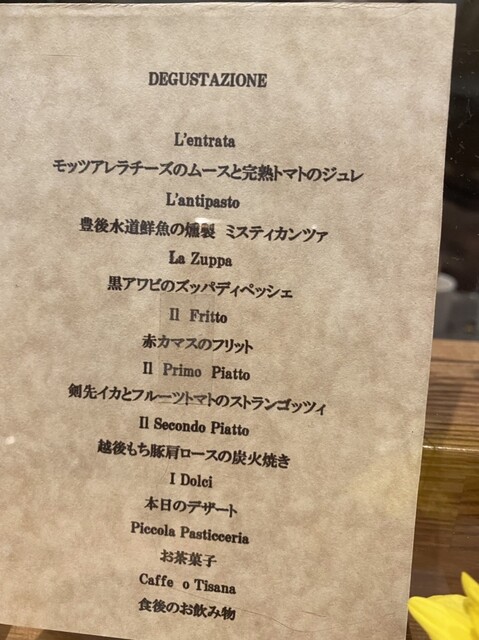 DEGUSTAZIONE
L'entrata
モッツアレラチーズのムースと完熟トマトのジュレ
L'antipasto
豊後水道鮮魚の燻製 ミスティカンツァ
La Zuppa
黒アワビのズッパディペッシェ
Il Fritto
赤カマスのフリット
Il Primo Piatto
剣先イカとフルーツトマトのストランゴッツィ
Il Secondo Piatto
越後もち豚肩ロースの炭火焼き
I Dolci
本日のデザート
Piccola Pasticceria
お茶菓子
Caffe o Tisana
食後のお飲み物